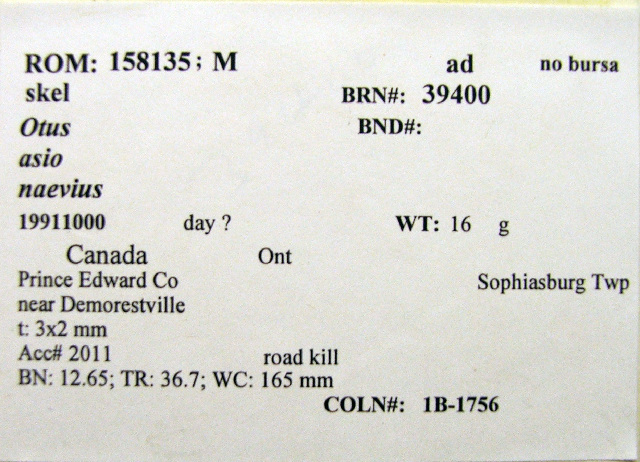 ROM: 158135; M ad no bursa
skel BRN#: 39400
Otus BND#:
asio
naevius
19911000 day ? WT: 16 g
Canada Ont
Prince Edward Co Sophiasburg Twp
near Demorestville
t: 3x2 mm
Acc# 2011 road kill
BN: 12.65; TR: 36.7; WC: 165 mm
COLN#: 1B-1756